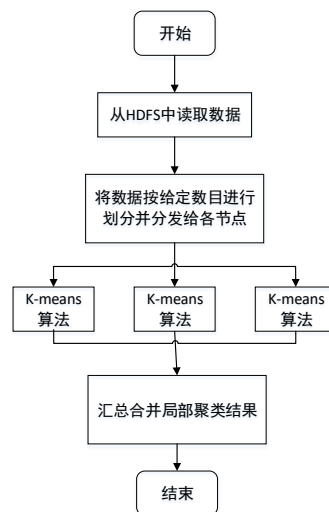 开始
从HDFS中读取数据
将数据按给定数目进行
划分并分发给各节点
K-means
算法
K-means
算法
K-means
算法
汇总合并局部聚类结果
结束